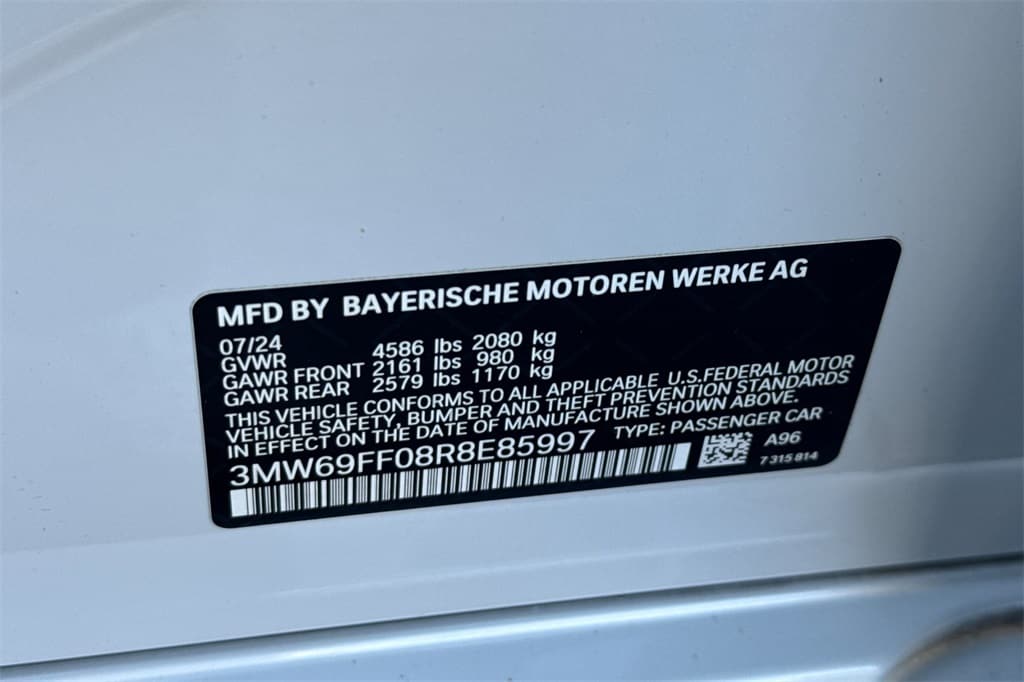 MFD BY BAYERISCHE MOTOREN WERKE AG
07/24
GVWR 4586 lbs 2080 kg
GAWR FRONT 2161 lbs 980 kg
GAWR REAR 2579 lbs 1170 kg
THIS VEHICLE CONFORMS TO ALL APPLICABLE U.S.FEDERAL MOTOR
VEHICLE SAFETY, BUMPER AND THEFT PREVENTION STANDARDS
IN EFFECT ON THE DATE OF MANUFACTURE SHOWN ABOVE.
3MW69FF08R8E85997 TYPE: PASSENGER CAR
A96
7 315 814